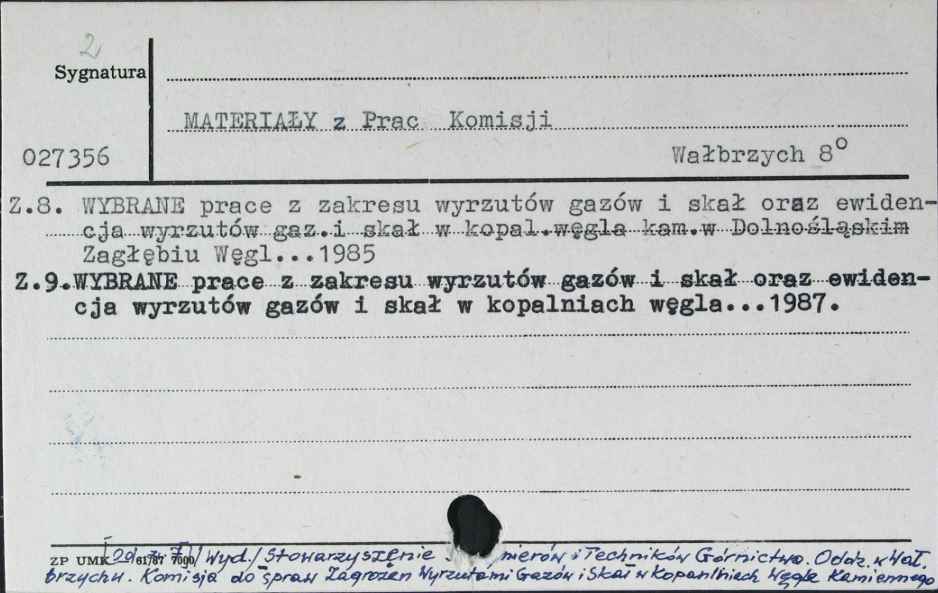 2
Sygnatura
MATERIAŁY z Prac Komisji
027356
Wałbrzych 8°
Z.8. WYBRANE prace z zakresu wyrzutów gazów i skał oraz ewiden-
cja wyrzutów gaz.i skał w kopal.węgla kam.w Dolnośląskim
Zagłębiu Węgl...1985
Z.9.WYBRANE prace z zakresu wyrzutów gazów i skał oraz ewiden-
cja wyrzutów gazów i skał w kopalniach węgla...1987.
ZP UMK 61/87 7000 Wyd./ Stowarzyszenie nierów i Techników Górnictwa. Oddz. w Wał.
brzychu. Komisja do Spraw Zagrożeń Wyrzutami Gazów i Skał w Kopalniach Węgla Kamiennego